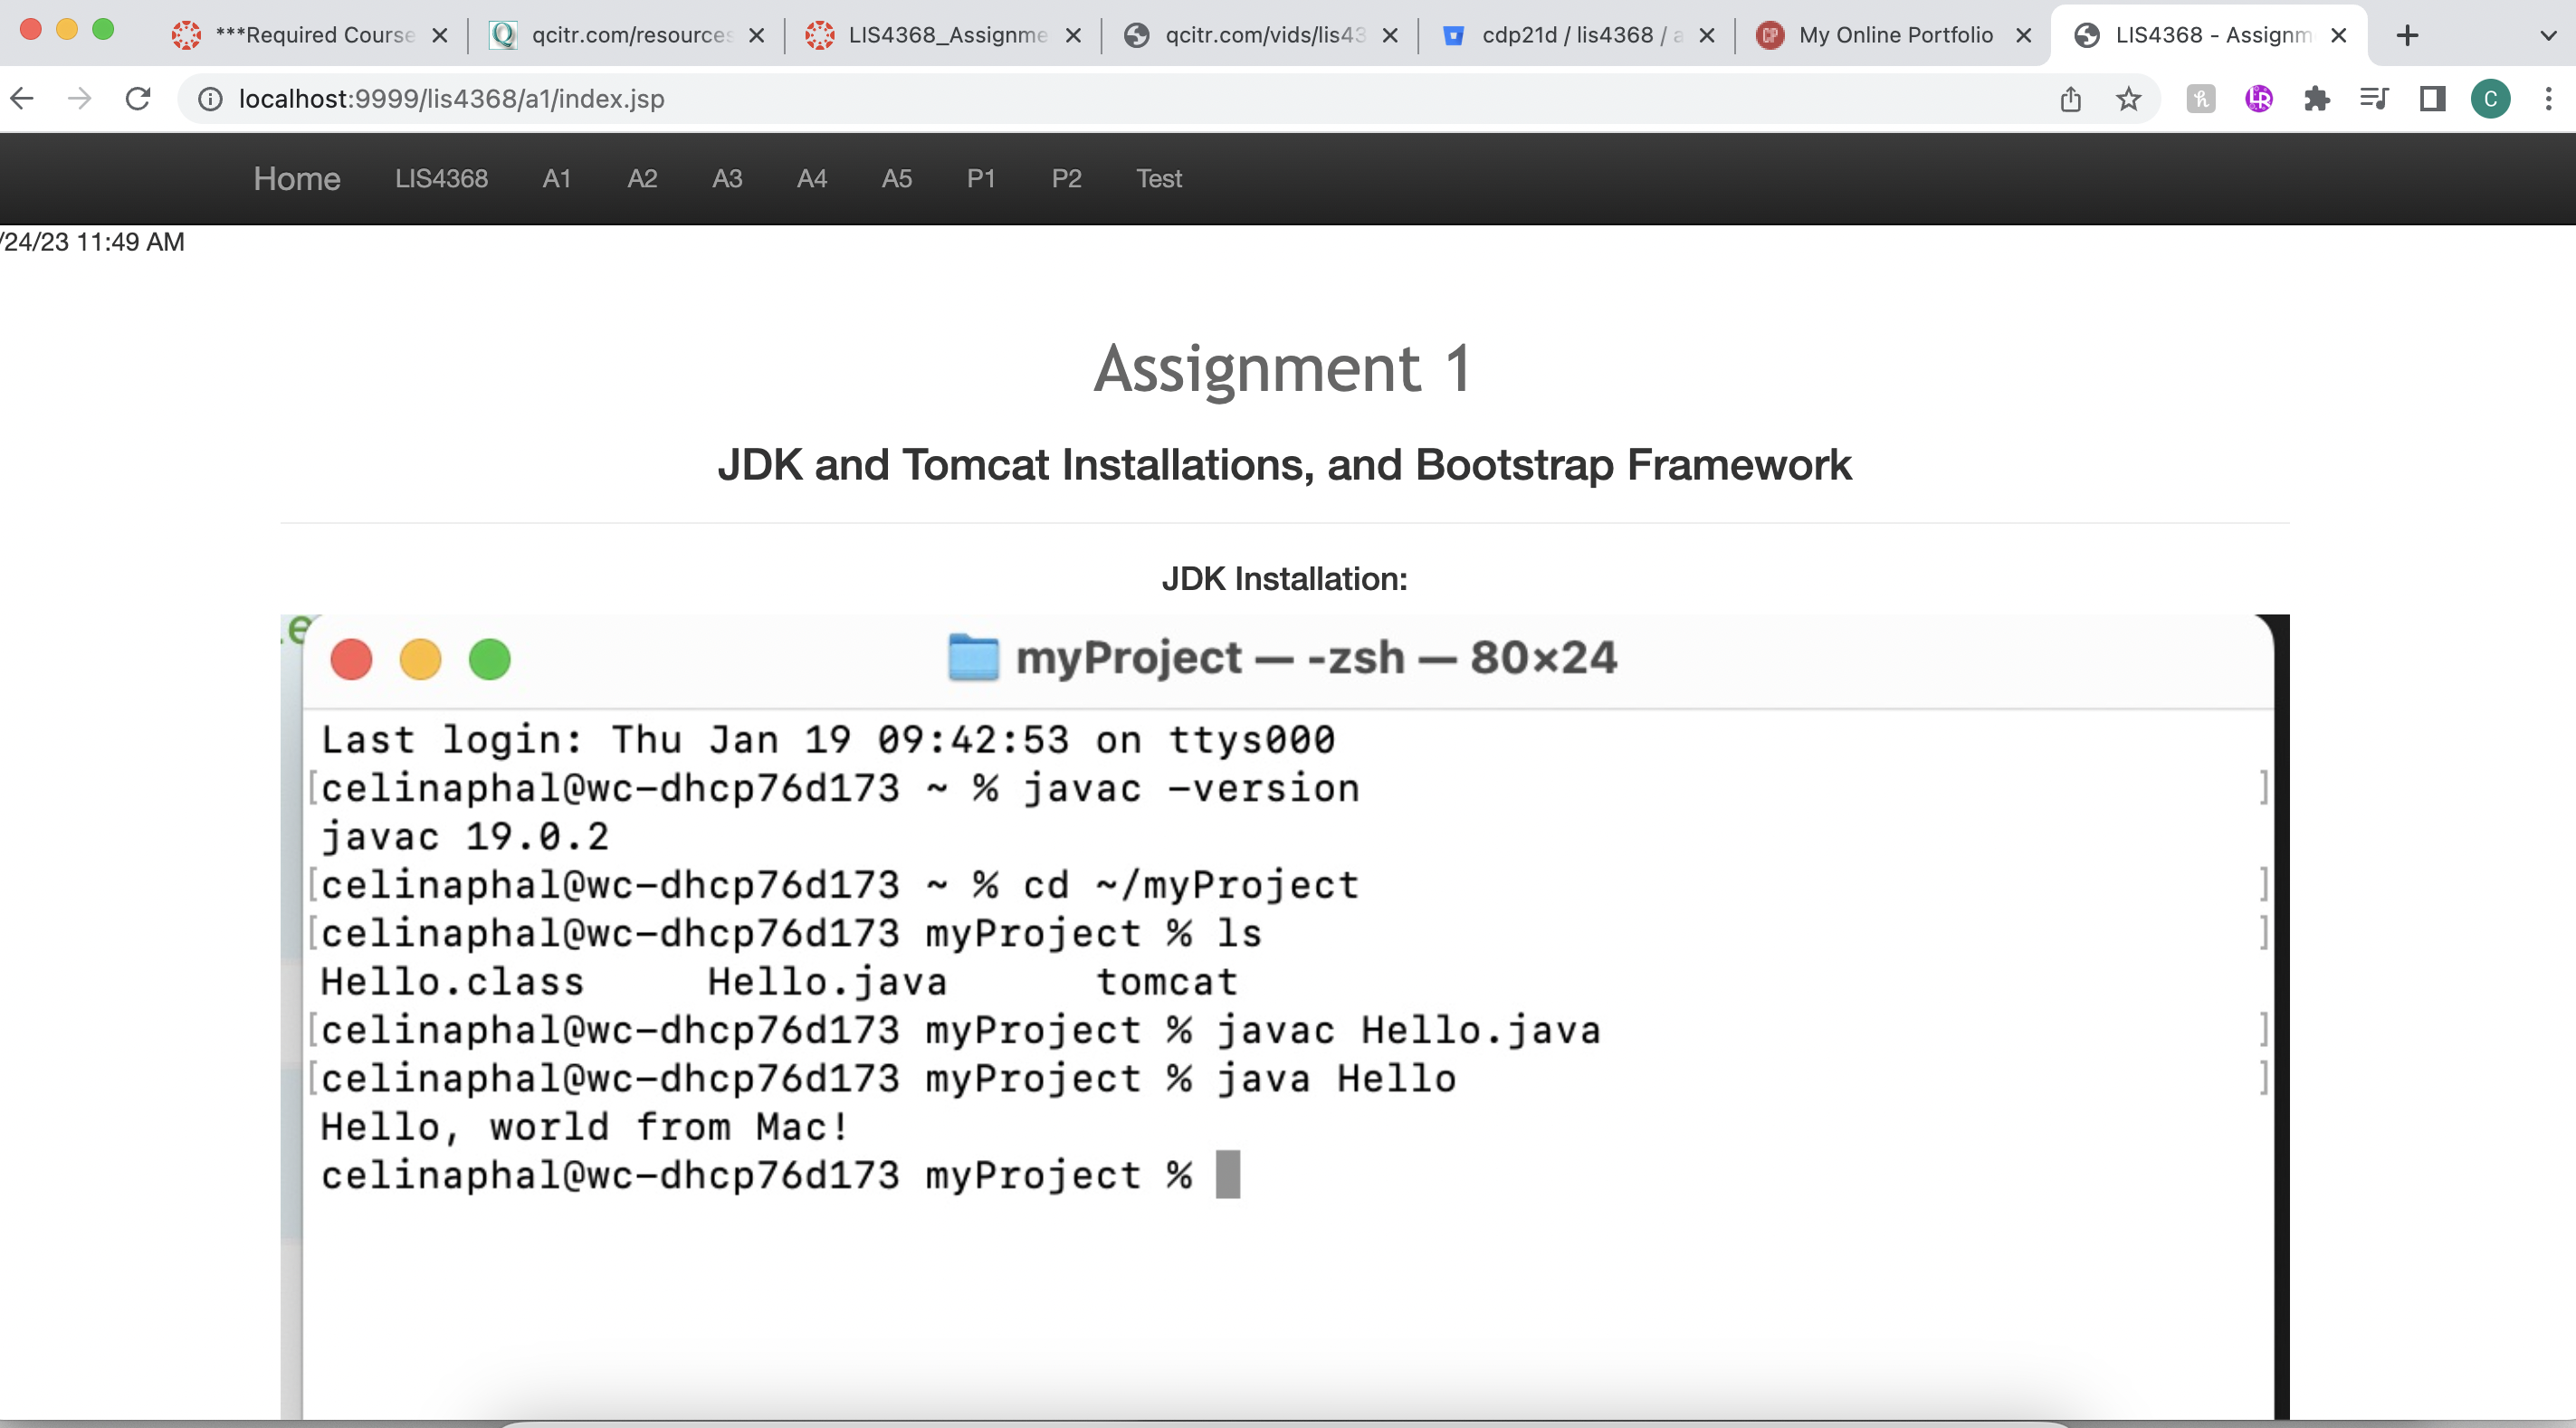 ***Required Course
qcitr.com/resources
LIS4368_Assignme
qcitr.com/vids/lis43
cdp21d / lis4368 / a
My Online Portfolio
LIS4368 - Assignm
localhost:9999/lis4368/a1/index.jsp
C
Home LIS4368 A1 A2 A3 A4 A5 P1 P2 Test
/24/23 11:49 AM
Assignment 1
JDK and Tomcat Installations, and Bootstrap Framework
JDK Installation:
myProject — -zsh — 80×24
Last login: Thu Jan 19 09:42:53 on ttys000
[celinaphal@wc-dhcp76d173 ~ % javac -version ]
javac 19.0.2
[celinaphal@wc-dhcp76d173 ~ % cd ~/myProject ]
[celinaphal@wc-dhcp76d173 myProject % ls ]
Hello.class Hello.java tomcat
[celinaphal@wc-dhcp76d173 myProject % javac Hello.java ]
[celinaphal@wc-dhcp76d173 myProject % java Hello ]
Hello, world from Mac!
celinaphal@wc-dhcp76d173 myProject %